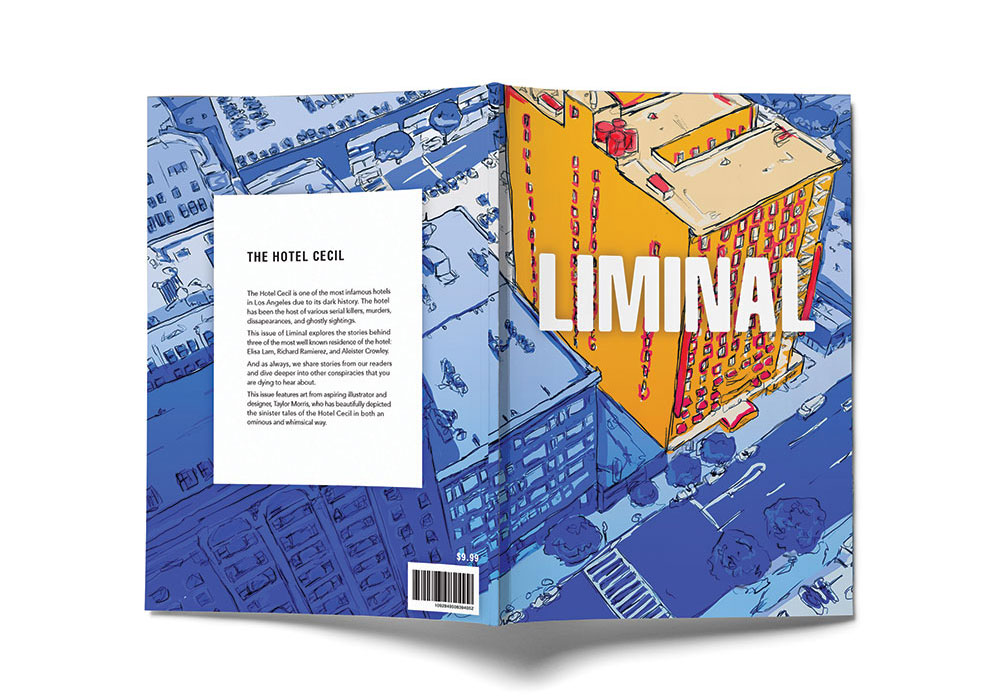 THE HOTEL CECIL
The Hotel Cecil is one of the most infamous hotels
in Los Angeles due to its dark history. The hotel
has been the host of various serial killers, murders,
dissapearances, and ghostly sightings.
This issue of Liminal explores the stories behind
three of the most well known residence of the hotel:
Elisa Lam, Richard Ramierez, and Aleister Crowley.
And as always, we share stories from our readers
and dive deeper into other conspiracies that you
are dying to hear about.
This issue features art from aspiring illustrator and
designer, Taylor Morris, who has beautifully depicted
the sinister tales of the Hotel Cecil in both an
ominous and whimsical way.
$9.99
LIMINAL